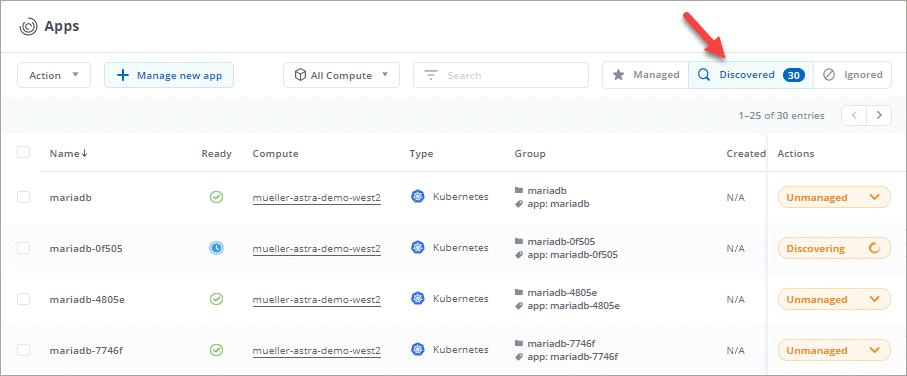 Apps
Action + Manage new app All Compute Search Managed Discovered 30 Ignored
1–25 of 30 entries
Name Ready Compute Type Group Created Actions
mariadb mueller-astra-demo-west2 Kubernetes mariadb N/A Unmanaged
app: mariadb
mariadb-0f505 mueller-astra-demo-west2 Kubernetes mariadb-0f505 N/A Discovering
app: mariadb-0f505
mariadb-4805e mueller-astra-demo-west2 Kubernetes mariadb-4805e N/A Unmanaged
app: mariadb-4805e
mariadb-7746f mueller-astra-demo-west2 Kubernetes mariadb-7746f N/A Unmanaged
app: mariadb-7746f